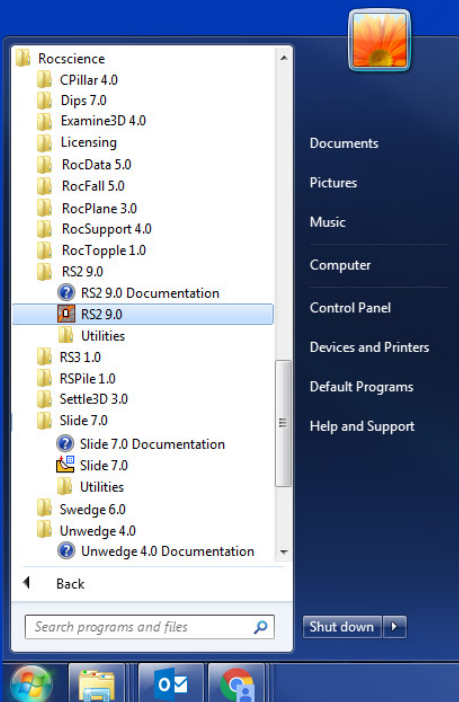 Rocscience
CPillar 4.0
Dips 7.0
Examine3D 4.0
Licensing
RocData 5.0
RocFall 5.0
RocPlane 3.0
RocSupport 4.0
RocTopple 1.0
RS2 9.0
RS2 9.0 Documentation
RS2 9.0
Utilities
RS3 1.0
RSPile 1.0
Settle3D 3.0
Slide 7.0
Slide 7.0 Documentation
Slide 7.0
Utilities
Swedge 6.0
Unwedge 4.0
Unwedge 4.0 Documentation
Back
Search programs and files
Documents
Pictures
Music
Computer
Control Panel
Devices and Printers
Default Programs
Help and Support
Shut down